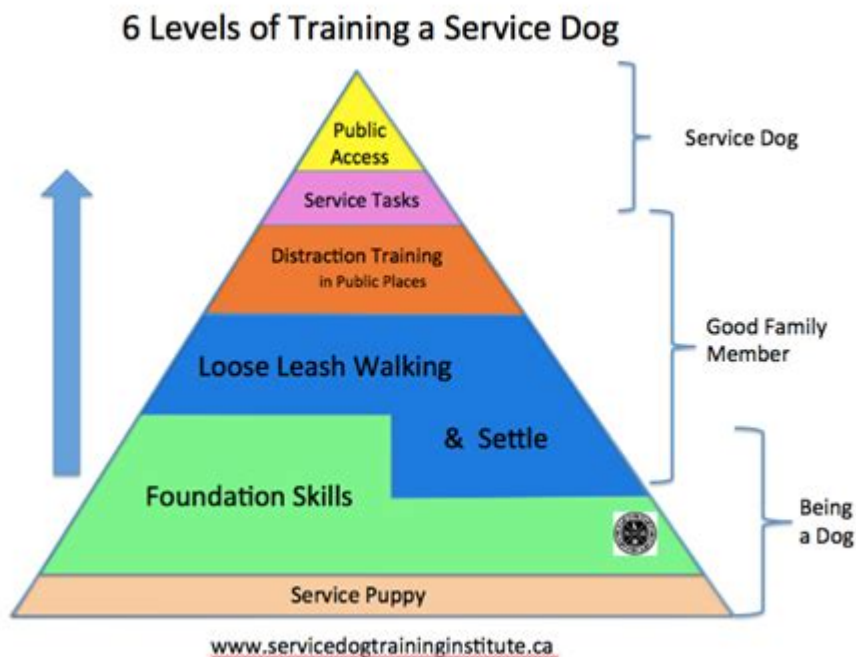 6 Levels of Training a Service Dog
Public
Access
Service Dog
Service Tasks
Distraction Training
in Public Places
Good Family
Member
Loose Leash Walking
& Settle
Foundation Skills
Being
a Dog
Service Puppy
www.servicedogtraininginstitute.ca